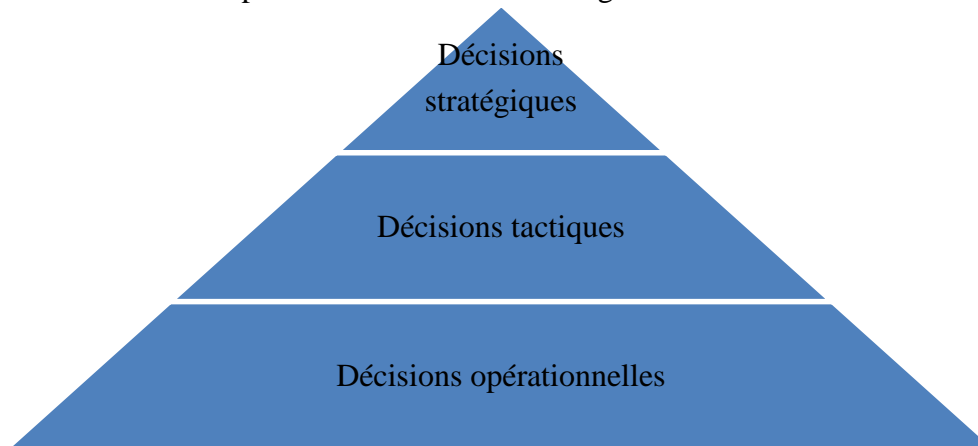 Décisions
stratégiques
Décisions tactiques
Décisions opérationnelles